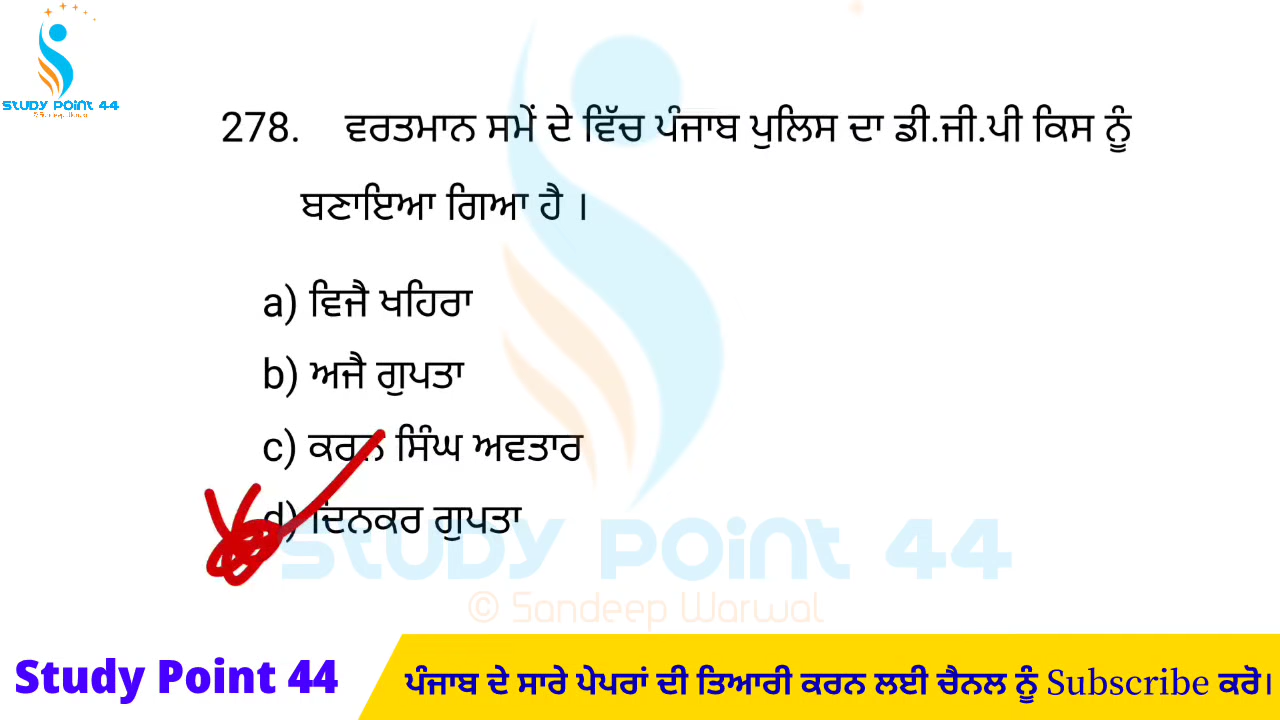 STUDY POINT 44
278. ਵਰਤਮਾਨ ਸਮੇਂ ਦੇ ਵਿੱਚ ਪੰਜਾਬ ਪੁਲਿਸ ਦਾ ਡੀ.ਜੀ.ਪੀ ਕਿਸ ਨੂੰ
ਬਣਾਇਆ ਗਿਆ ਹੈ ।
a) ਵਿਜੈ ਖਹਿਰਾ
b) ਅਜੈ ਗੁਪਤਾ
c) ਕਰਨ ਸਿੰਘ ਅਵਤਾਰ
d) ਦਿਨਕਰ ਗੁਪਤਾ
STUDY POINT 44
© Sandeep Warwal
Study Point 44
ਪੰਜਾਬ ਦੇ ਸਾਰੇ ਪੇਪਰਾਂ ਦੀ ਤਿਆਰੀ ਕਰਨ ਲਈ ਚੈਨਲ ਨੂੰ Subscribe ਕਰੋ।